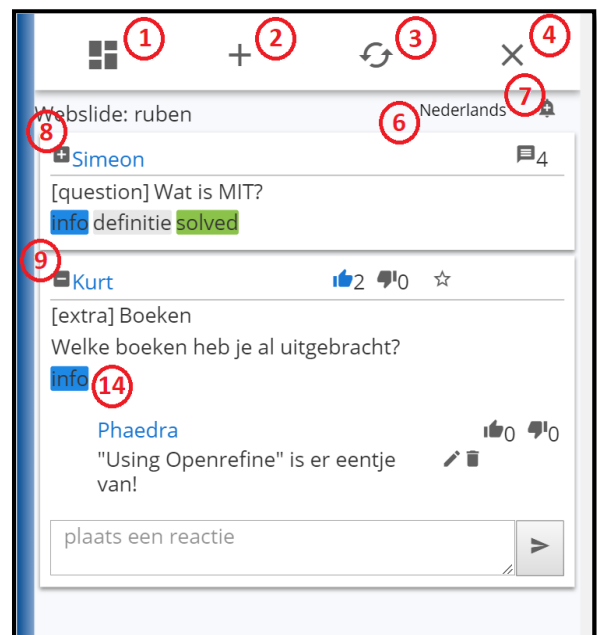 1 2 3 4
Webslide: ruben 6 Nederlands 7
8
Simeon 4
[question] Wat is MIT?
info definitie solved
9
Kurt 2 0
[extra] Boeken
Welke boeken heb je al uitgebracht?
info 14
Phaedra 0 0
"Using Openrefine" is er eentje
van!
plaats een reactie